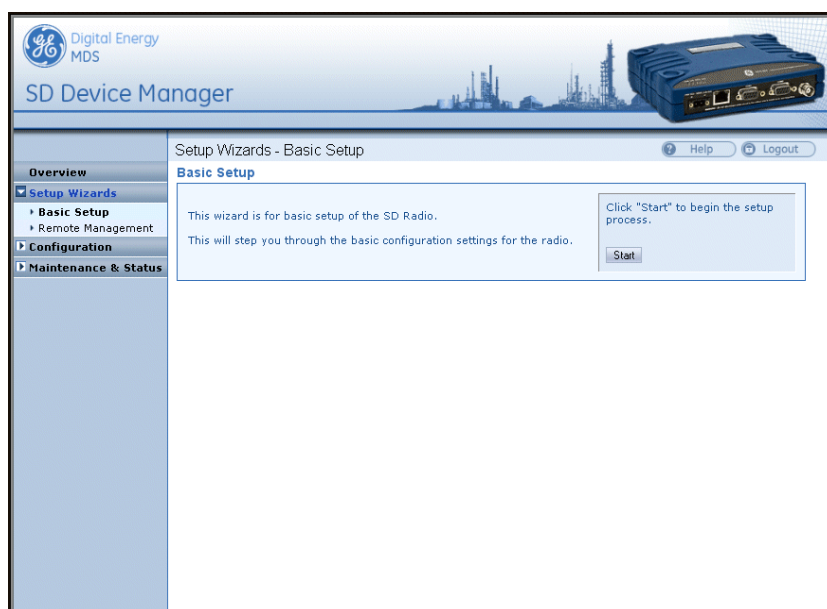 Digital Energy
MDS
SD Device Manager
Setup Wizards - Basic Setup
Help
Logout
Overview
Setup Wizards
Basic Setup
Remote Management
Configuration
Maintenance & Status
Basic Setup
This wizard is for basic setup of the SD Radio.
This will step you through the basic configuration settings for the radio.
Click "Start" to begin the setup
process.
Start